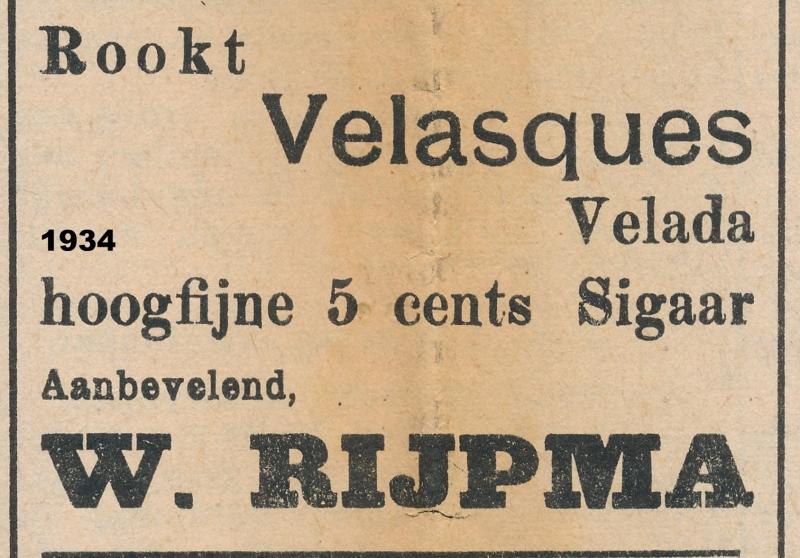 Rookt
Velasques
Velada
1934
hoogfijne 5 cents Sigaar
Aanbevelend,
W. RIJPMA